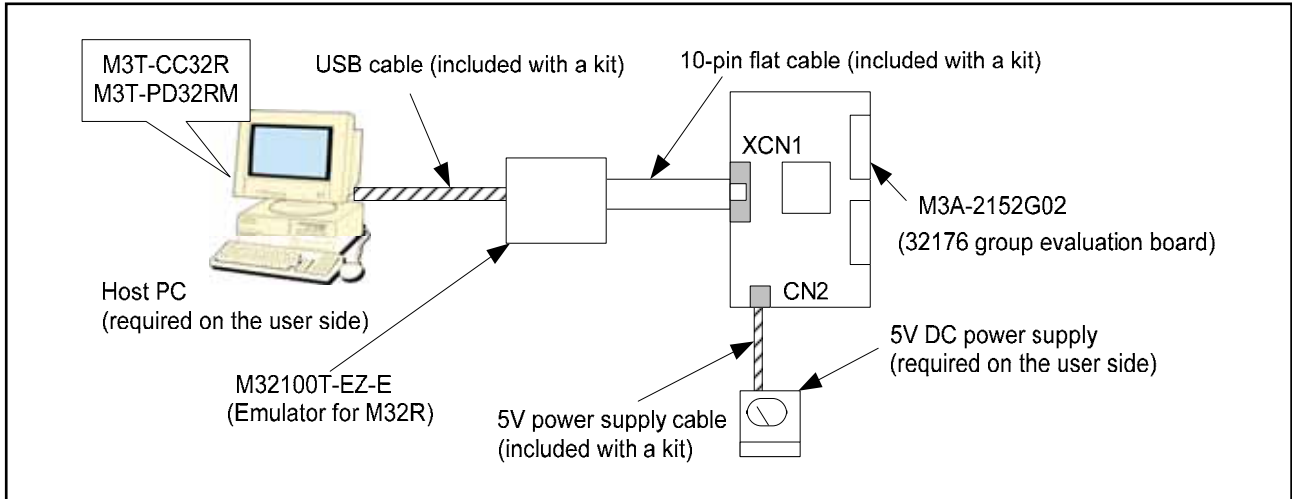 M3T-CC32R
M3T-PD32RM
USB cable (included with a kit)
10-pin flat cable (included with a kit)
XCN1
M3A-2152G02
(32176 group evaluation board)
Host PC
(required on the user side)
CN2
5V DC power supply
(required on the user side)
M32100T-EZ-E
(Emulator for M32R)
5V power supply cable
(included with a kit)